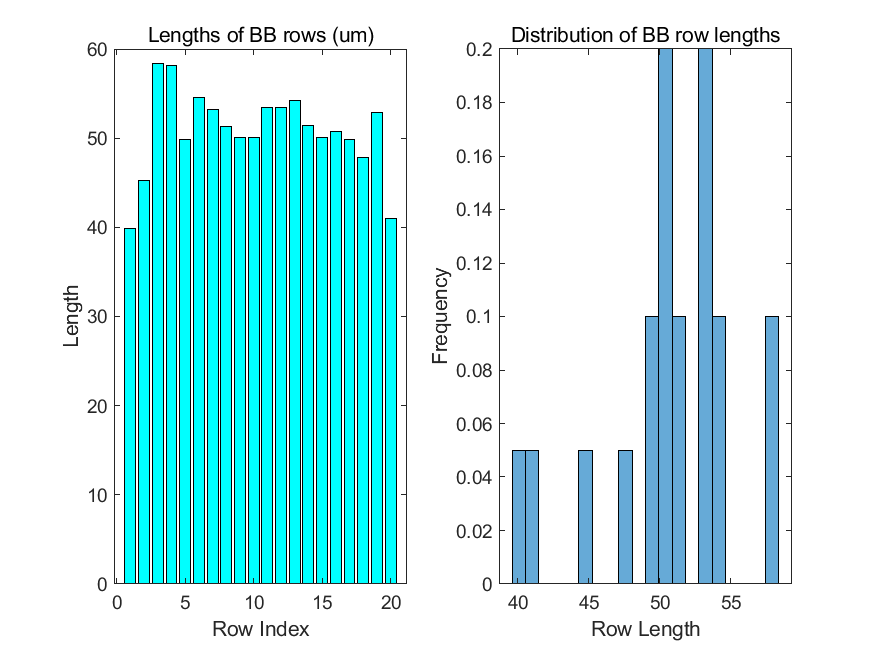 Lengths of BB rows (um)
60
50
40
30
20
10
0
Length
0 5 10 15 20
Row Index
Distribution of BB row lengths
0.2
0.18
0.16
0.14
0.12
0.1
0.08
0.06
0.04
0.02
0
Frequency
40 45 50 55
Row Length